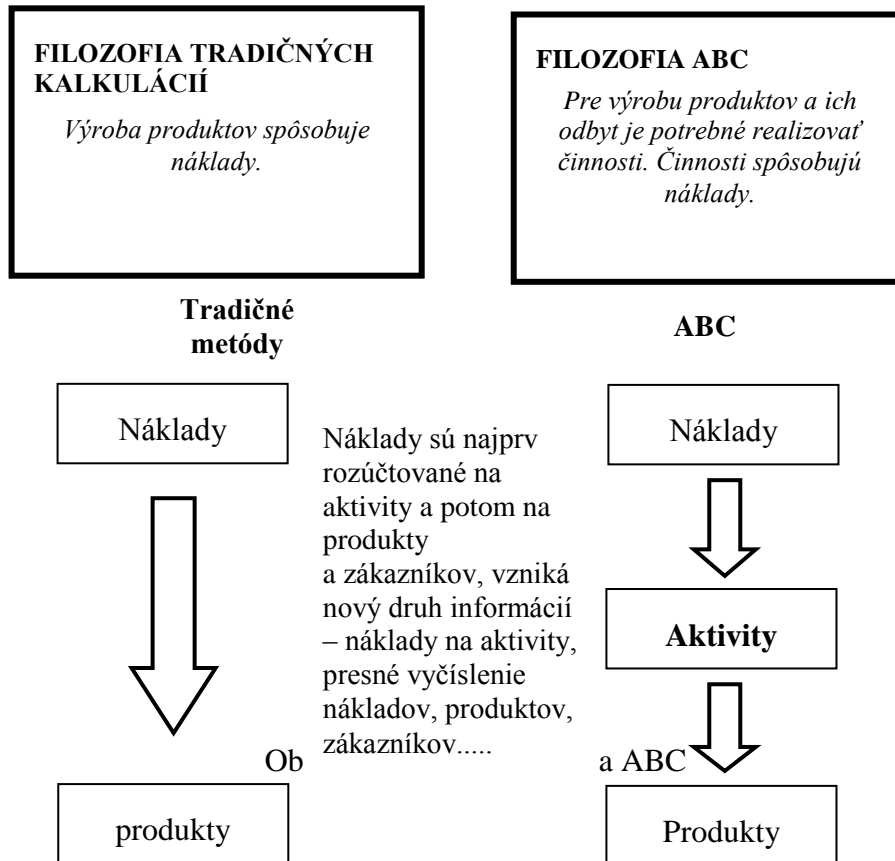 FILOZOFIA TRADIČNÝCH
KALKULÁCIÍ
Výroba produktov spôsobuje
náklady.
FILOZOFIA ABC
Pre výrobu produktov a ich
odbyt je potrebné realizovať
činnosti. Činnosti spôsobujú
náklady.
Tradičné
metódy
ABC
Náklady
Náklady sú najprv
rozúčtované na
aktivity a potom na
produkty
a zákazníkov, vzniká
nový druh informácií
– náklady na aktivity,
presné vyčíslenie
nákladov, produktov,
zákazníkov.....
Náklady
Aktivity
Ob
a ABC
produkty
Produkty